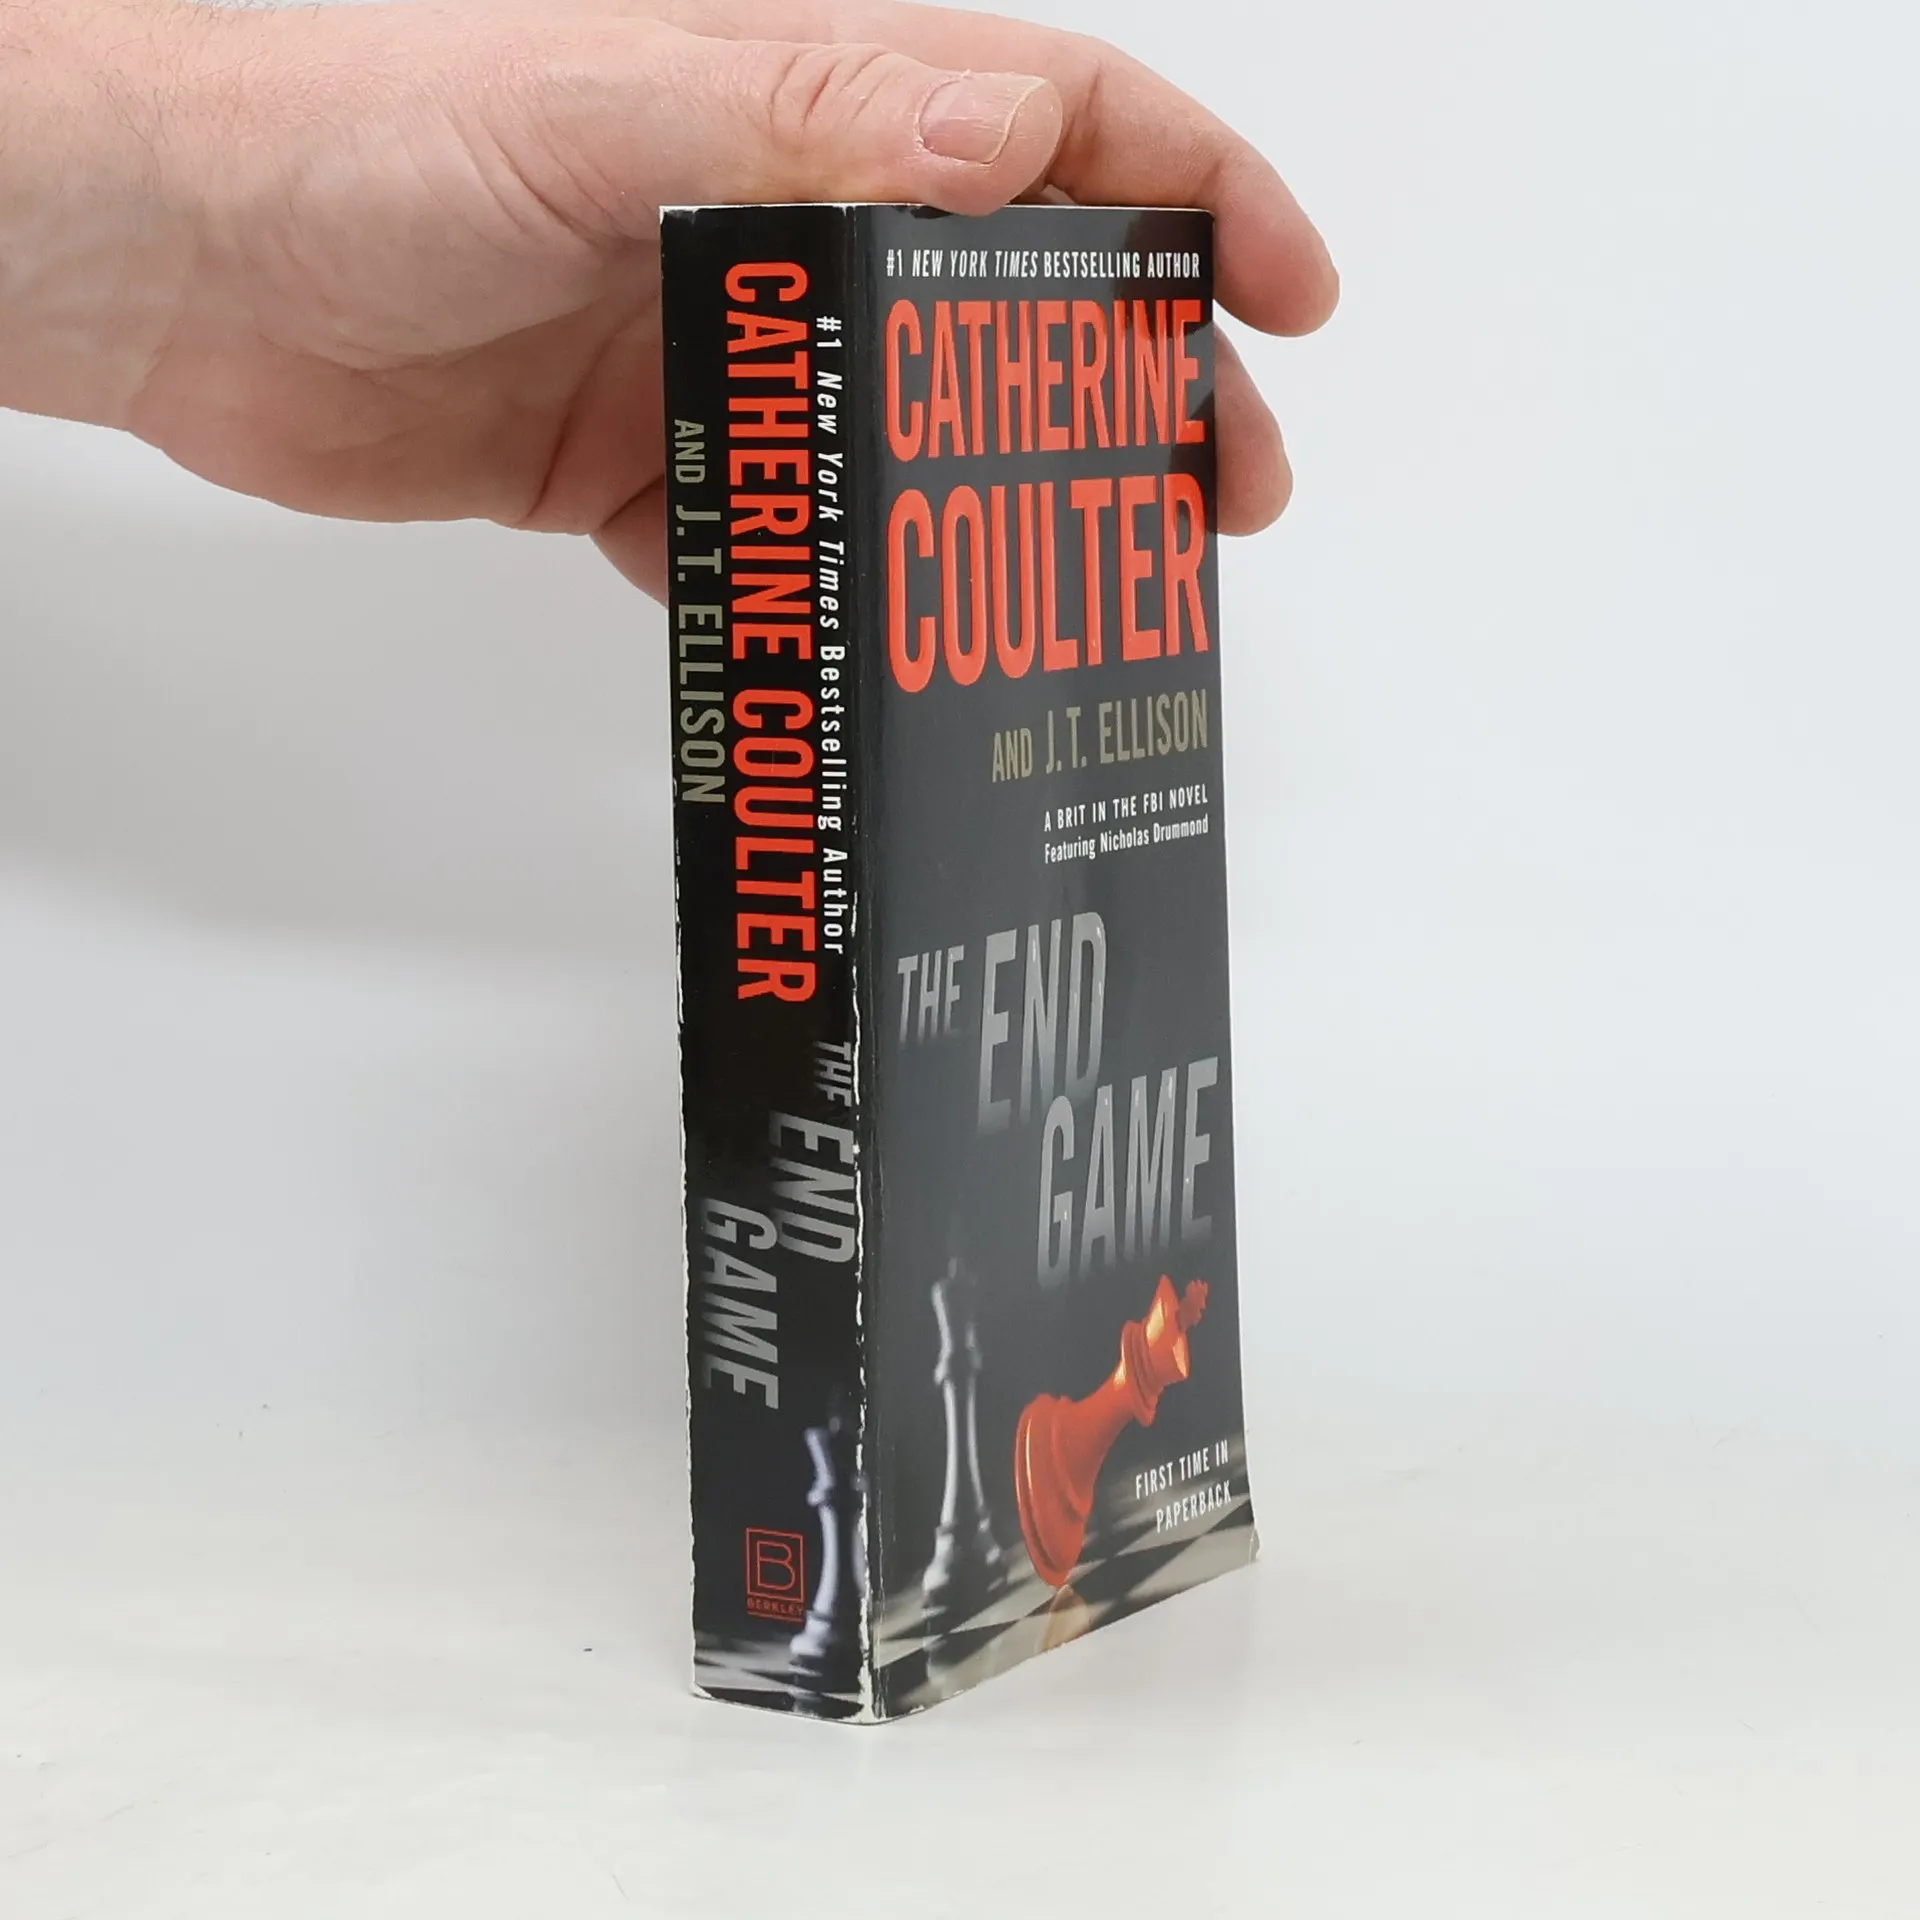 #1 New York Times Bestselling Author
CATHERINE COULTER
AND J. T. ELLISON
THE END
GAME
B
BERKLEY
#1 NEW YORK TIMES BESTSELLING AUTHOR
CATHERINE
COULTER
AND J.T. ELLISON
A BRIT IN THE FBI NOVEL
Featuring Nicholas Drummond
THE END
GAME
FIRST TIME IN
PAPERBACK